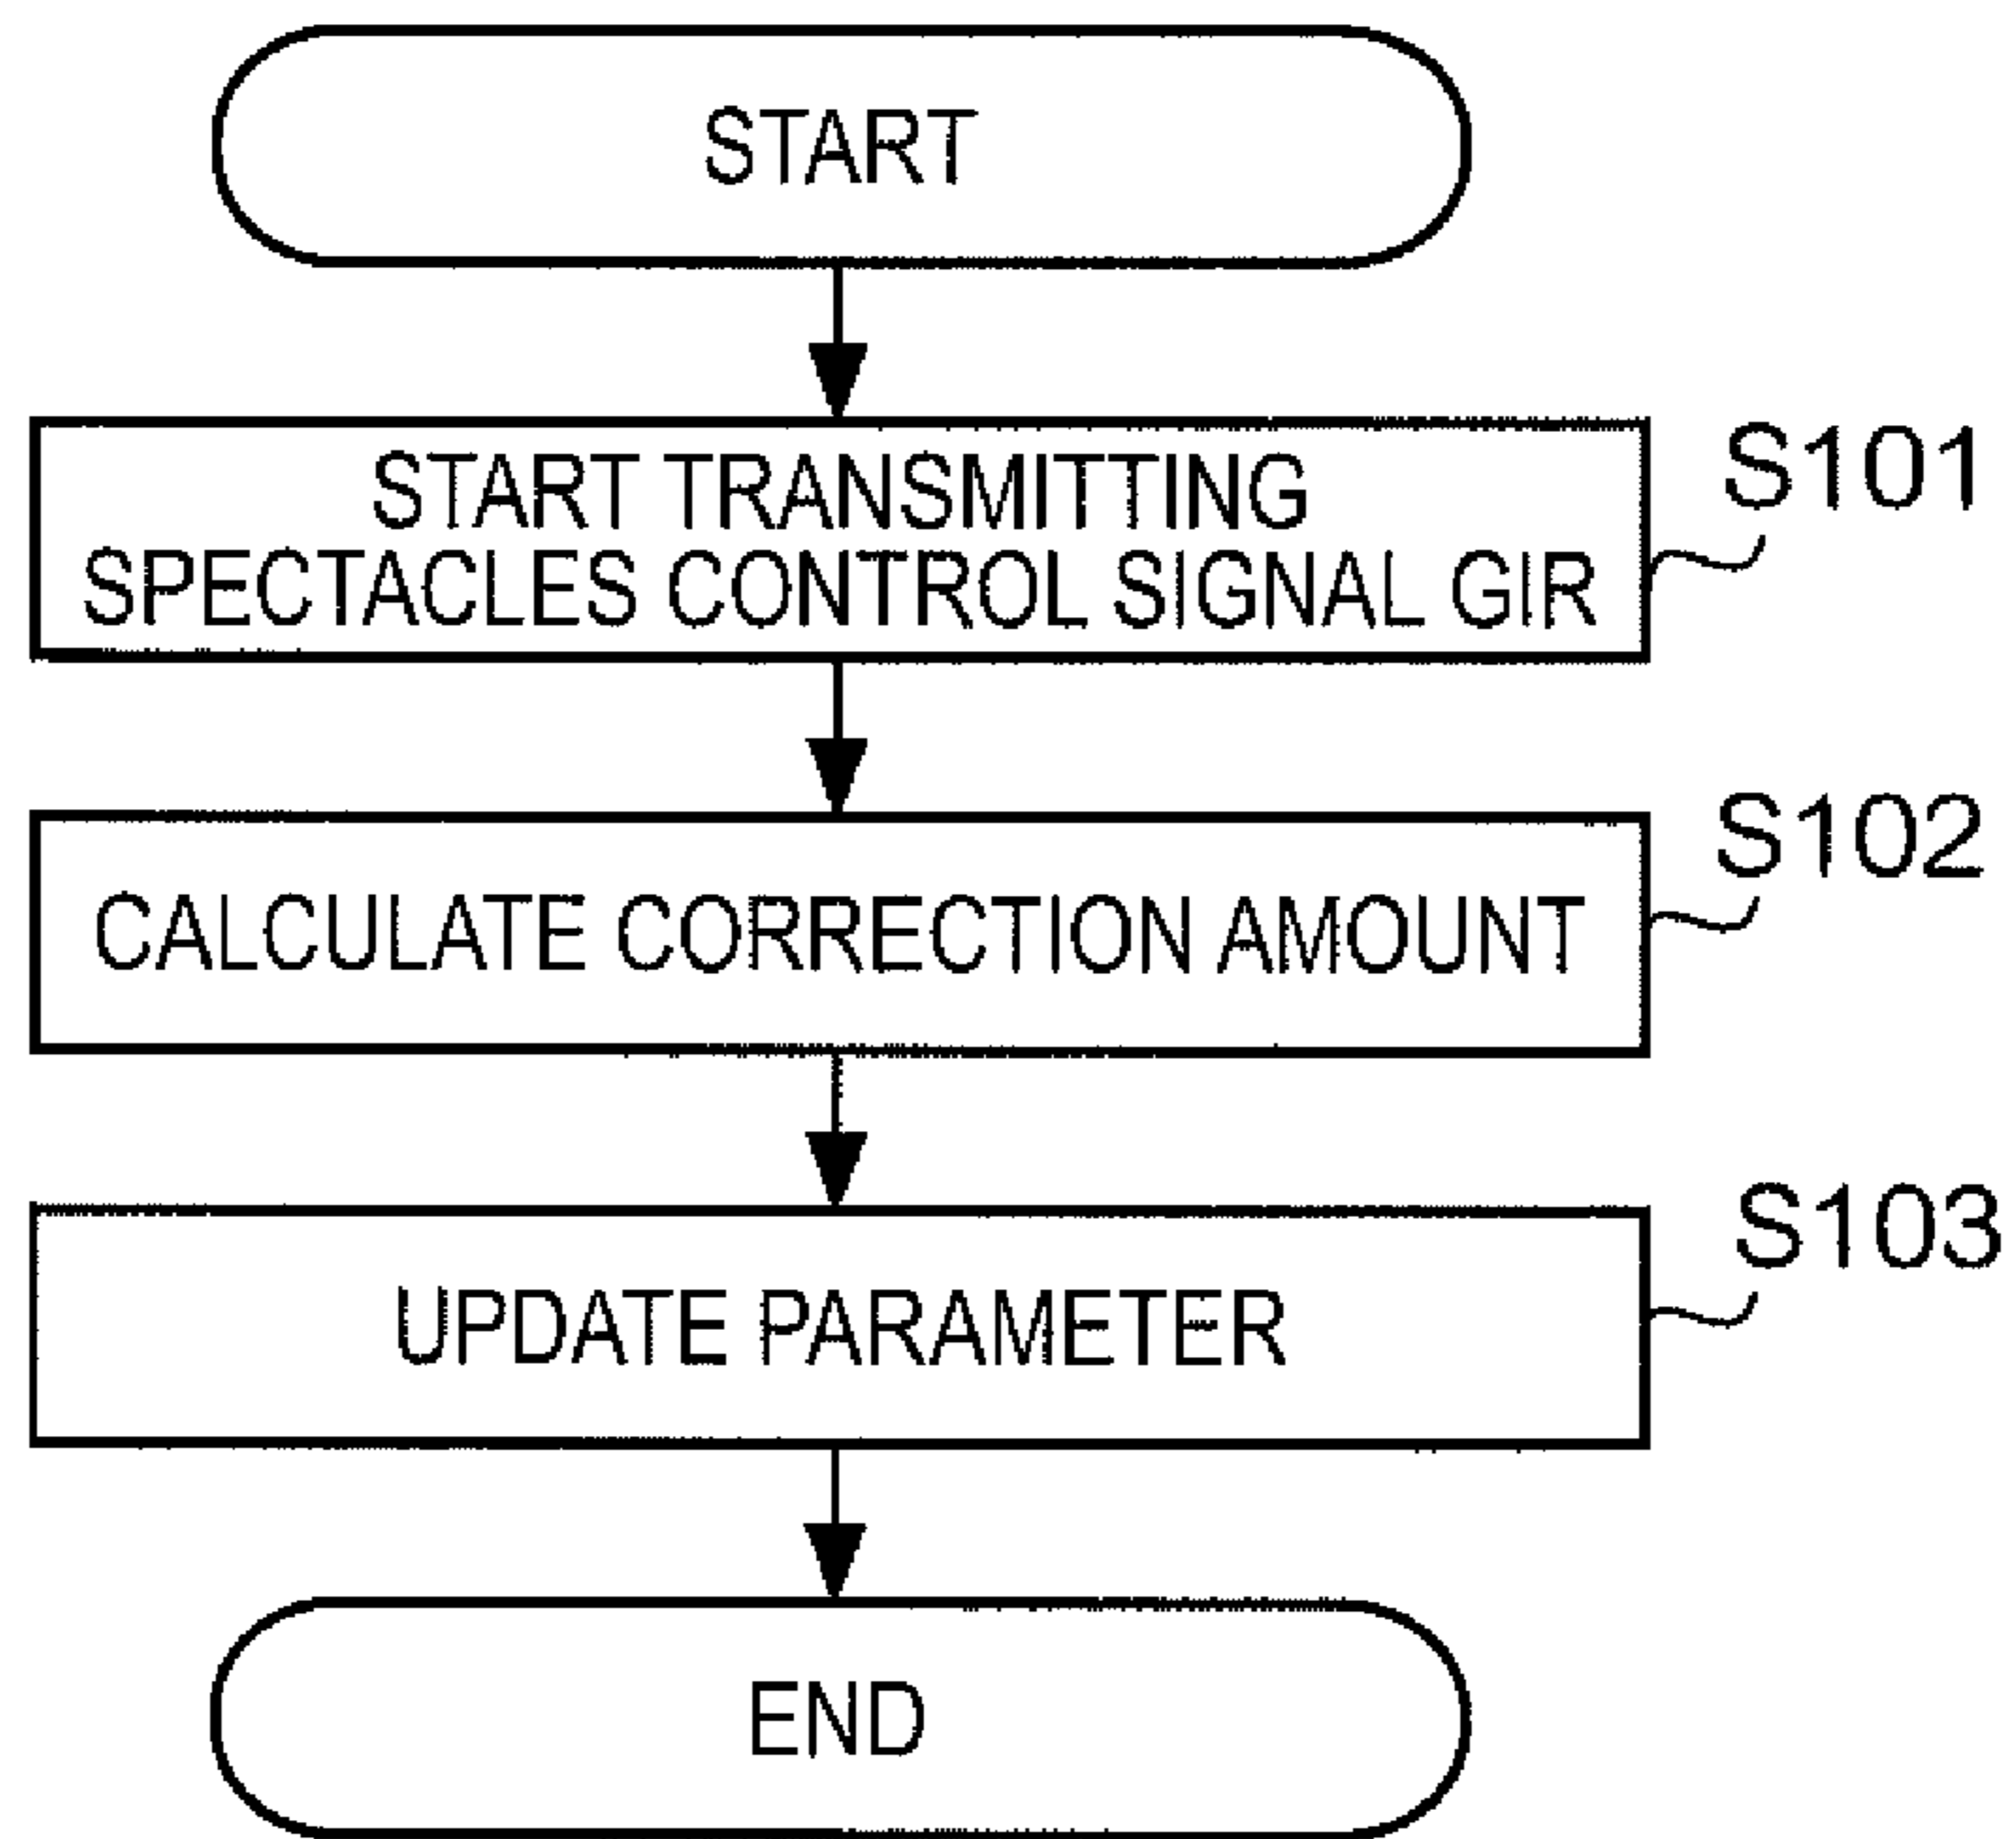 START
START TRANSMITTING
SPECTACLES CONTROL SIGNAL GIR
S101
CALCULATE CORRECTION AMOUNT
S102
UPDATE PARAMETER
S103
END